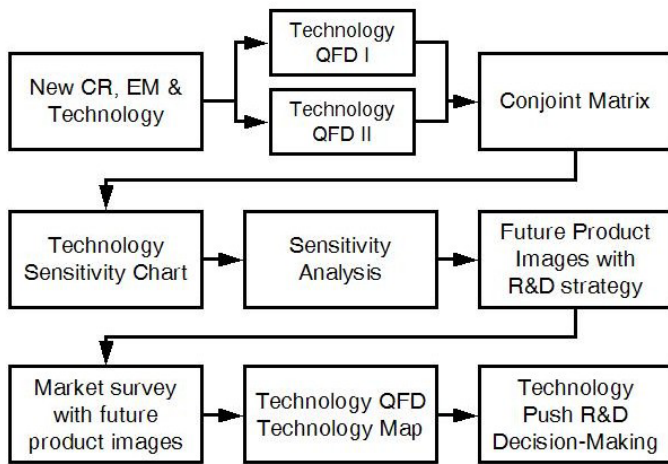 New CR, EM &
Technology
Technology
QFD I
Technology
QFD II
Conjoint Matrix
Technology
Sensitivity Chart
Sensitivity
Analysis
Future Product
Images with
R&D strategy
Market survey
with future
product images
Technology QFD
Technology Map
Technology
Push R&D
Decision-Making